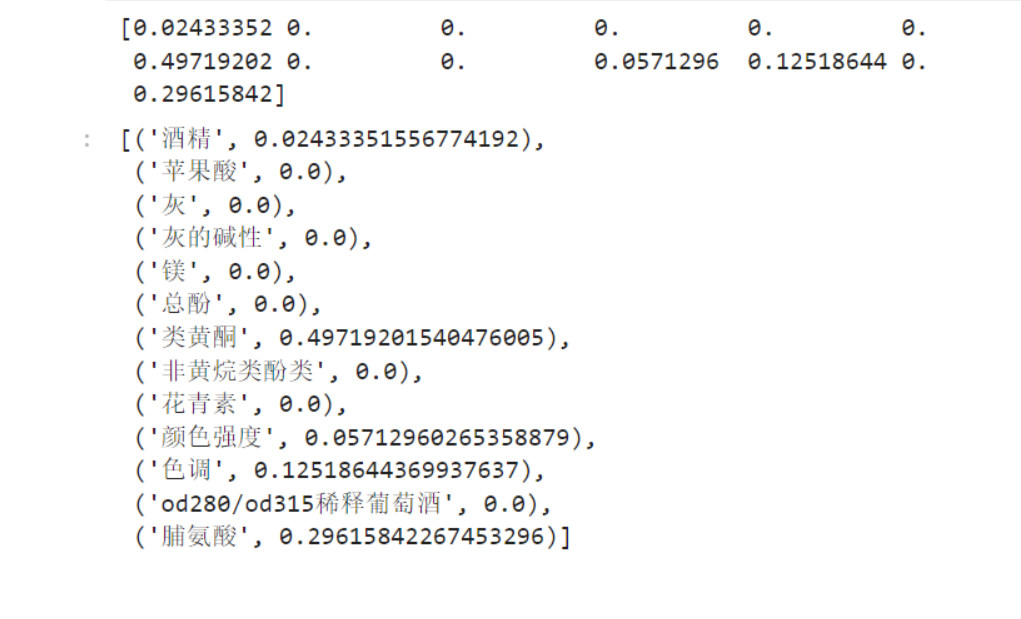 [0.02433352 0. 0. 0. 0. 0.
0.49719202 0. 0. 0.0571296 0.12518644 0.
0.29615842]
: [('酒精', 0.02433351556774192),
('苹果酸', 0.0),
('灰', 0.0),
('灰的碱性', 0.0),
('镁', 0.0),
('总酚', 0.0),
('类黄酮', 0.49719201540476005),
('非黄烷类酚类', 0.0),
('花青素', 0.0),
('颜色强度', 0.05712960265358879),
('色调', 0.12518644369937637),
('od280/od315稀释葡萄酒', 0.0),
('脯氨酸', 0.29615842267453296)]